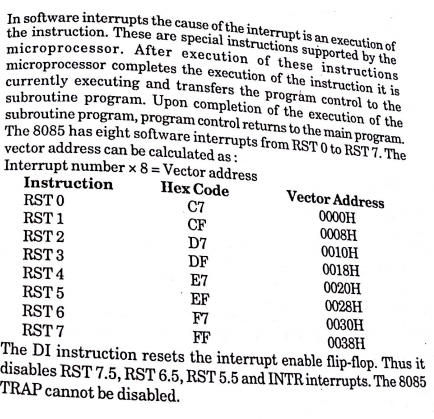 In software interrupts the cause of the interrupt is an execution of
the instruction. These are special instructions supported by the
microprocessor. After execution of these instructions
microprocessor completes the execution of the instruction it is
currently executing and transfers the program control to the
subroutine program. Upon completion of the execution of the
subroutine program, program control returns to the main program.
The 8085 has eight software interrupts from RST 0 to RST 7. The
vector address can be calculated as :
Interrupt number × 8 = Vector address
Instruction Hex Code Vector Address
RST 0 C7 0000H
RST 1 CF 0008H
RST 2 D7 0010H
RST 3 DF 0018H
RST 4 E7 0020H
RST 5 EF 0028H
RST 6 F7 0030H
RST 7 FF 0038H
The DI instruction resets the interrupt enable flip-flop. Thus it
disables RST 7.5, RST 6.5, RST 5.5 and INTR interrupts. The 8085
TRAP cannot be disabled.